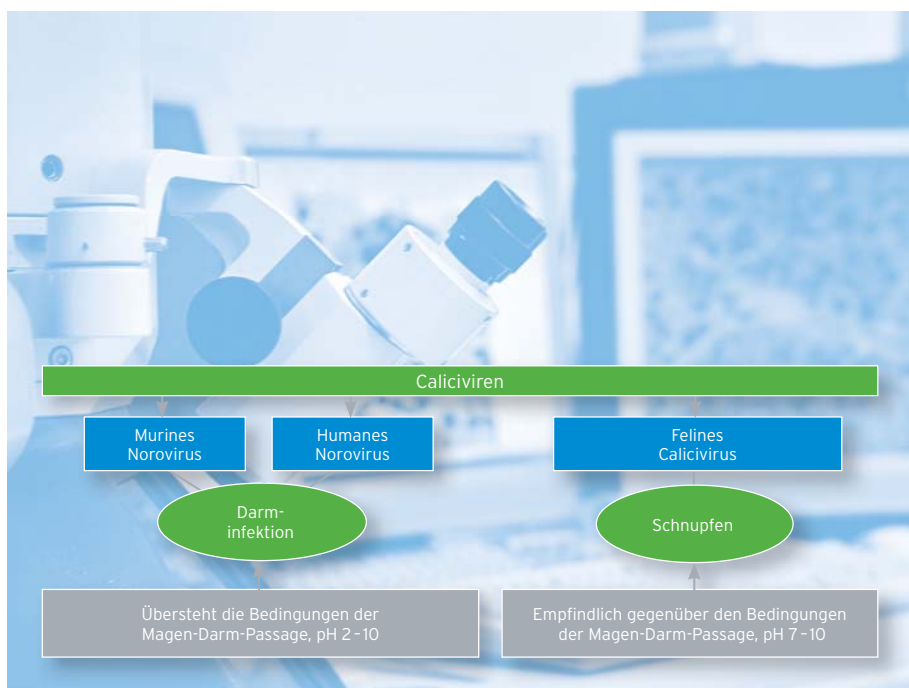 Caliciviren
Murines
Norovirus
Humanes
Norovirus
Felines
Calicivirus
Darm-
infektion
Schnupfen
Übersteht die Bedingungen der
Magen-Darm-Passage, pH 2–10
Empfindlich gegenüber den Bedingungen
der Magen-Darm-Passage, pH 7–10